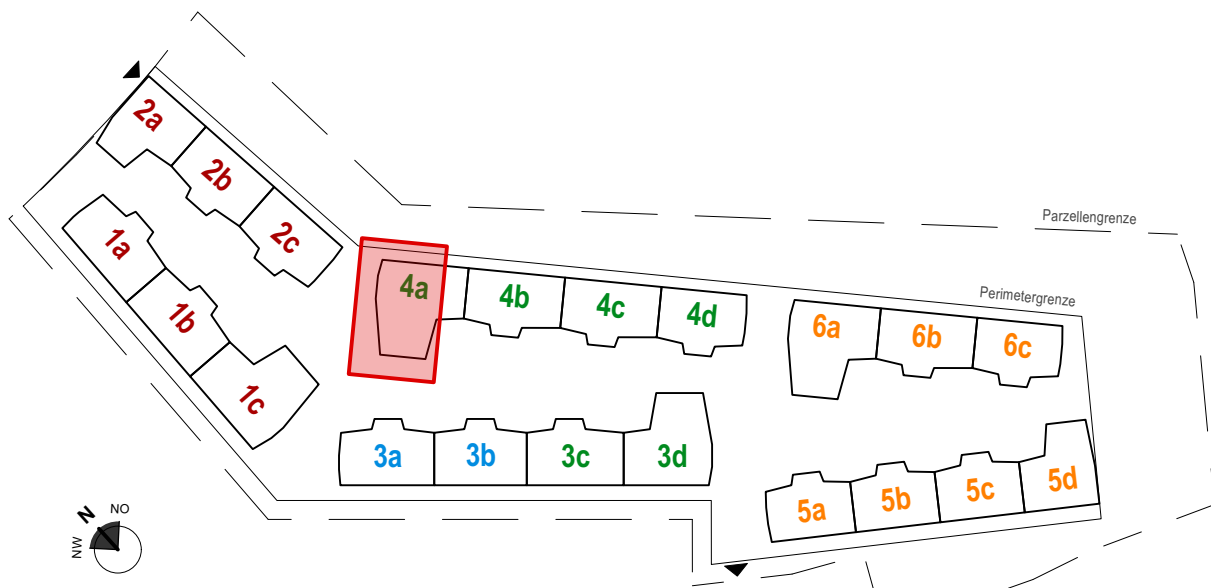 2a
2b
2c
1a
1b
1c
Parzellengrenze
Perimetergrenze
4a
4b
4c
4d
6a
6b
6c
3a
3b
3c
3d
5a
5b
5c
5d
N
NO
NW